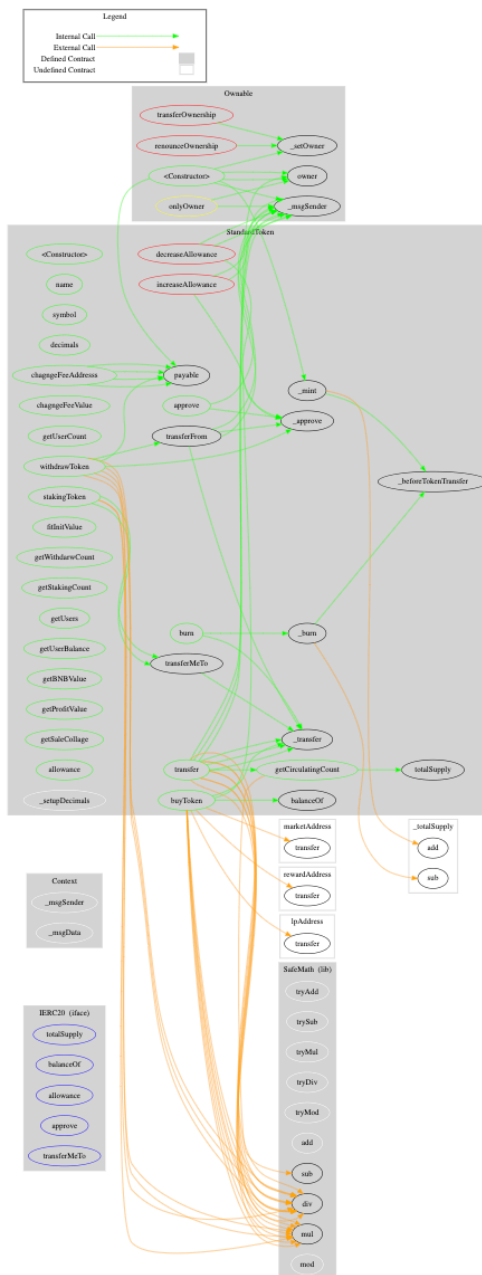 Legend
Internal Call
External Call
Defined Contract
Undefined Contract
Ownable
transferOwnership
renounceOwnership
_setOwner
<Constructor>
owner
onlyOwner
_msgSender
StandardToken
<Constructor>
decreaseAllowance
name
increaseAllowance
symbol
decimals
chagngeFeeAddresss
payable
_mint
chagngeFeeValue
approve
_approve
getUserCount
transferFrom
withdrawToken
_beforeTokenTransfer
stakingToken
fitInitValue
getWithdarwCount
getStakingCount
getUsers
burn
_burn
getUserBalance
transferMeTo
getBNBValue
getProfitValue
getSaleCollage
_transfer
allowance
transfer
getCirculatingCount
totalSupply
_setupDecimals
buyToken
balanceOf
marketAddress
transfer
_totalSupply
add
sub
rewardAddress
transfer
lpAddress
transfer
Context
_msgSender
_msgData
SafeMath (lib)
tryAdd
trySub
tryMul
tryDiv
tryMod
add
sub
div
mul
mod
IERC20 (iface)
totalSupply
balanceOf
allowance
approve
transferMeTo